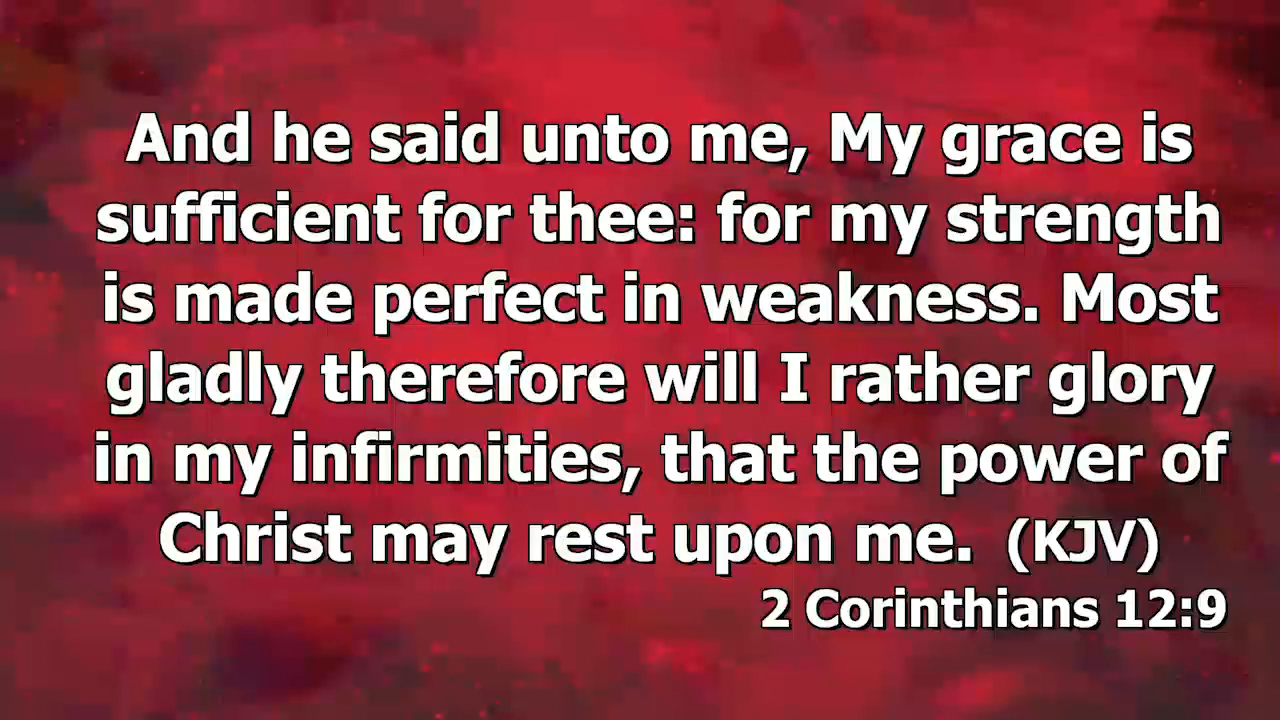 And he said unto me, My grace is
sufficient for thee: for my strength
is made perfect in weakness. Most
gladly therefore will I rather glory
in my infirmities, that the power of
Christ may rest upon me. (KJV)
2 Corinthians 12:9